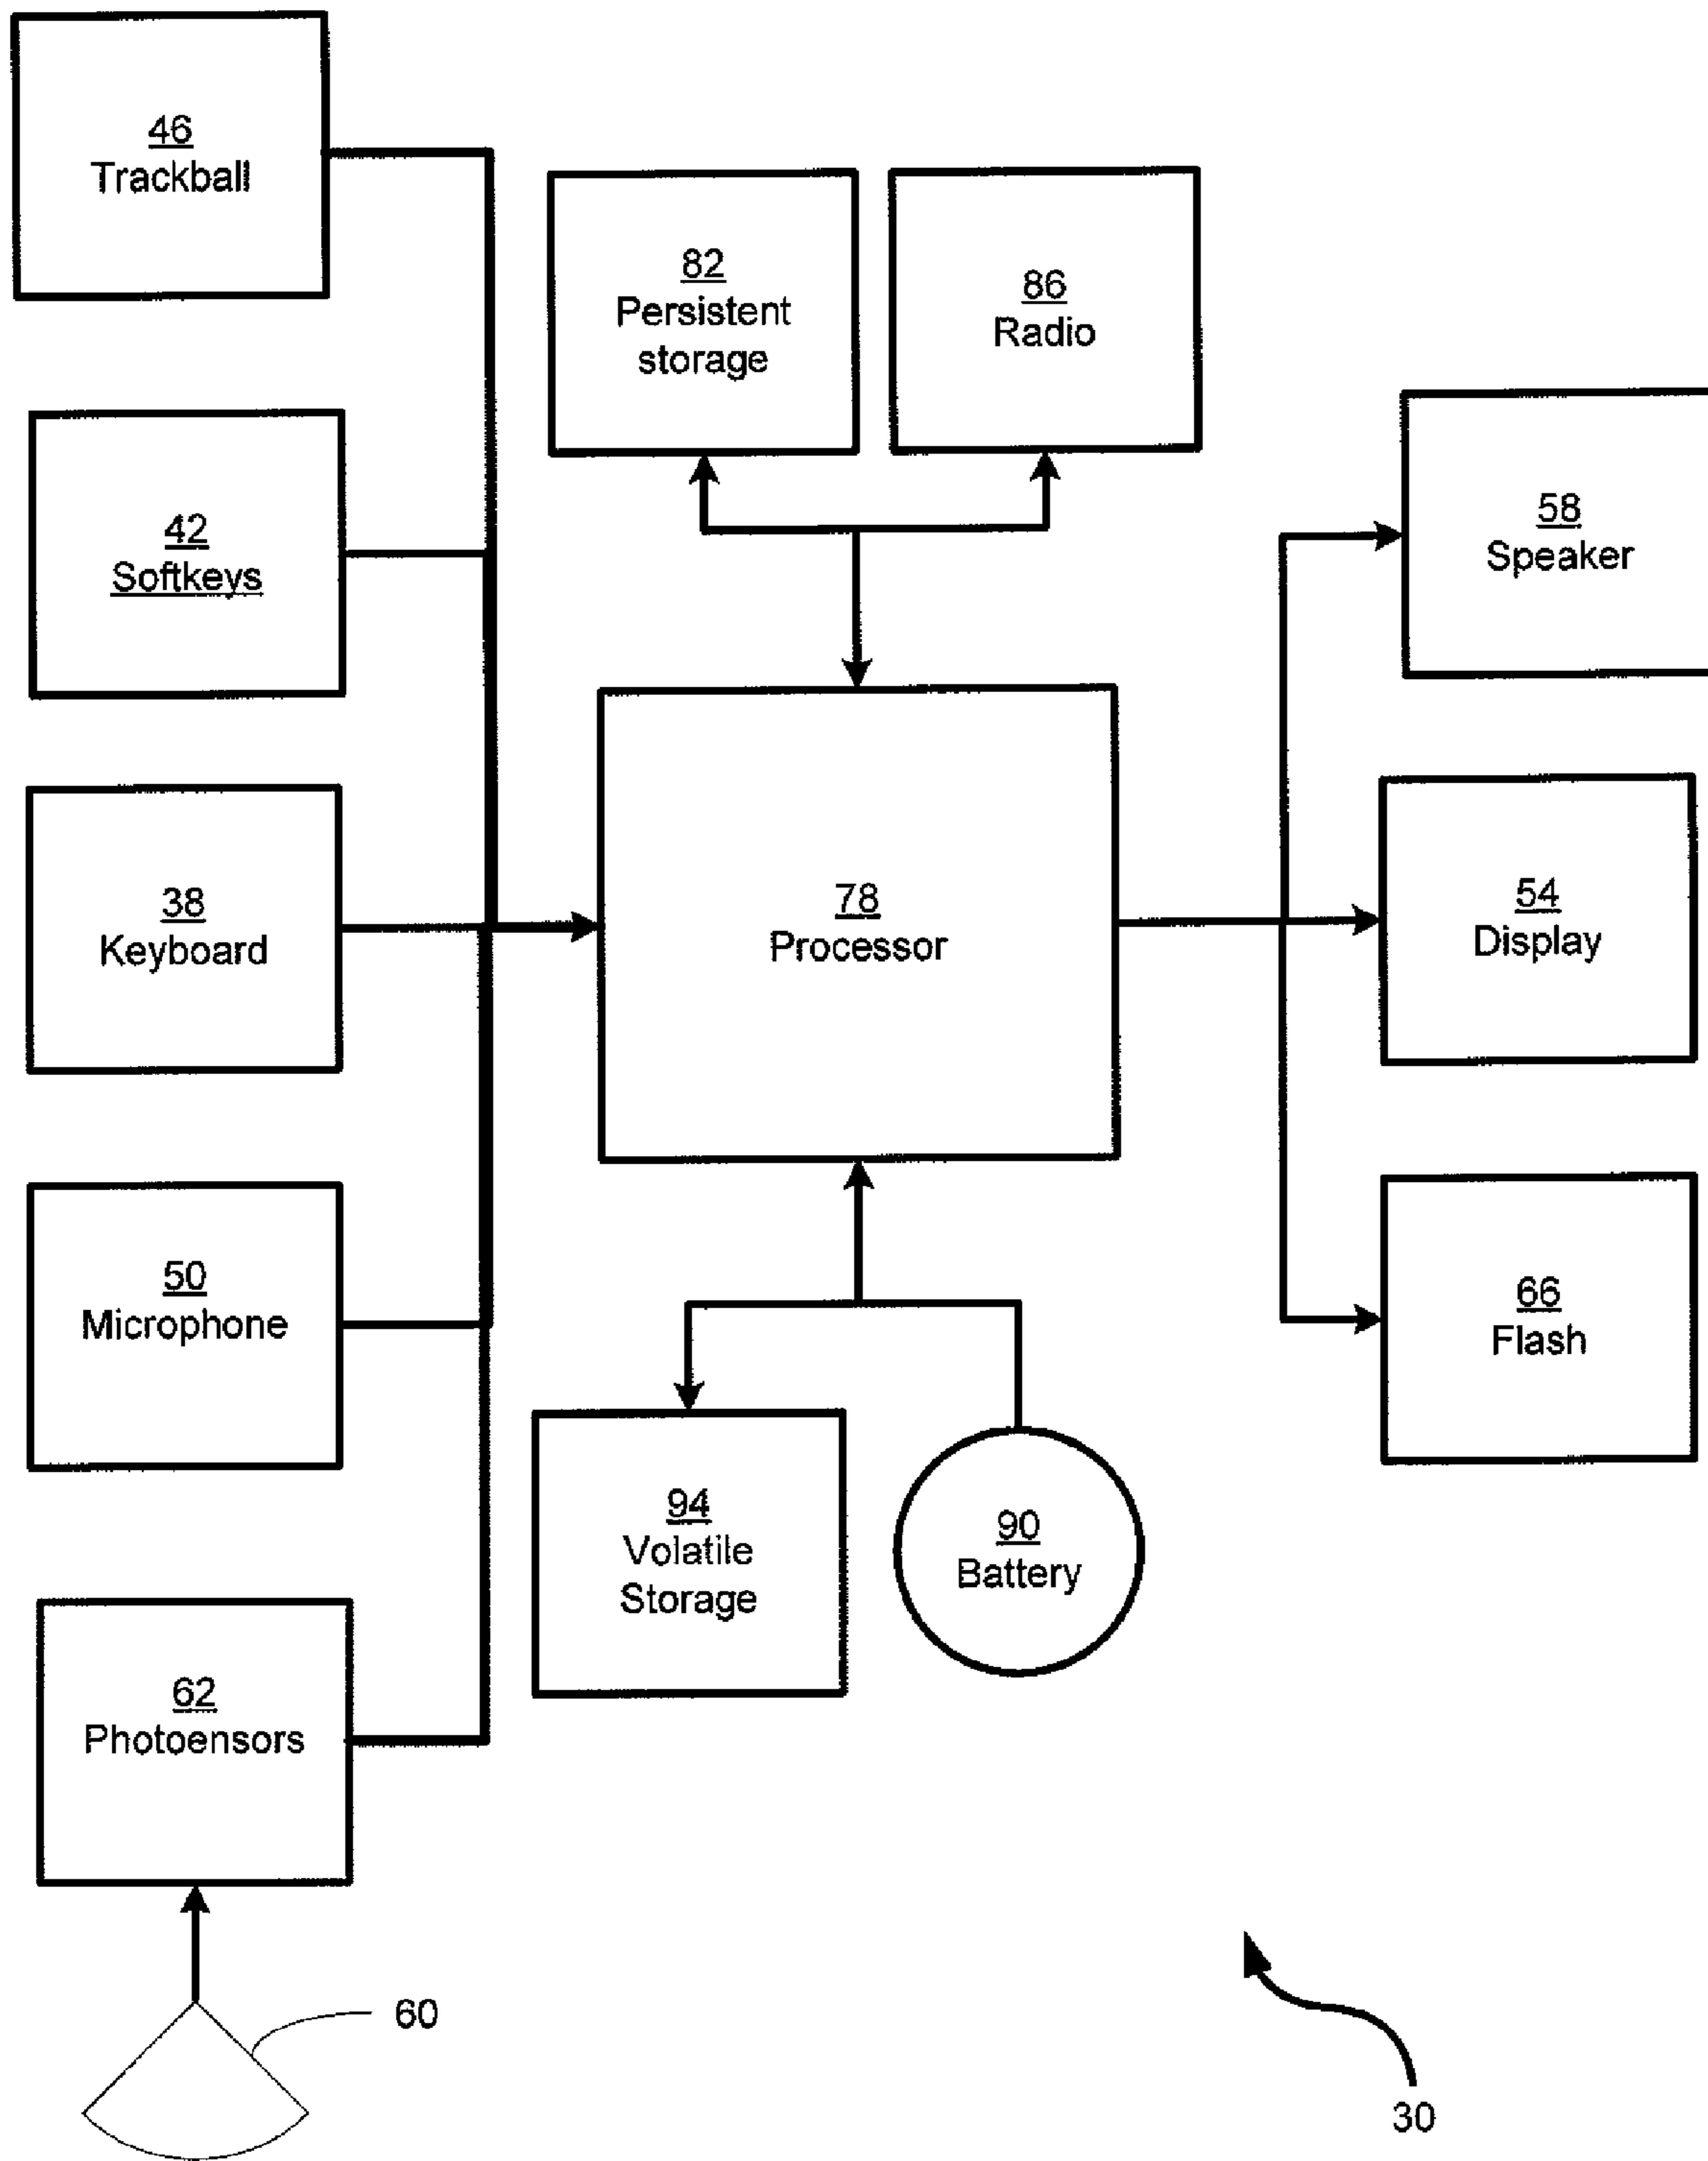 46
Trackball
82
Persistent
storage
86
Radio
42
Softkeys
58
Speaker
38
Keyboard
78
Processor
54
Display
50
Microphone
66
Flash
94
Volatile
Storage
90
Battery
62
Photoensors
60
30